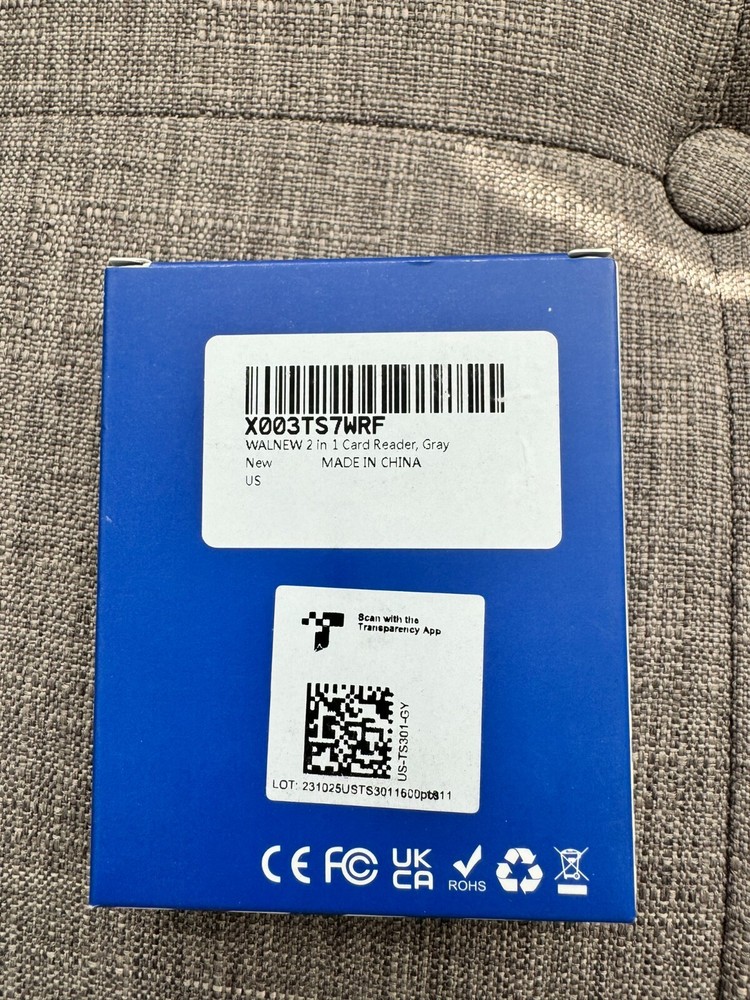 X003TS7WRF
WALNEW 2 in 1 Card Reader, Gray
New MADE IN CHINA
US
Scan with the
Transparency App
US-TS301-GY
LOT: 231025USTS3011600pcs
CE FC UK
CA
ROHS